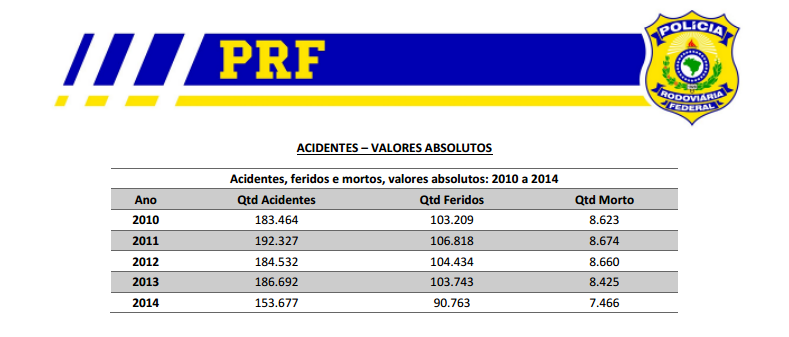 PRF
POLÍCIA
RODOVIÁRIA
FEDERAL
ACIDENTES – VALORES ABSOLUTOS
Acidentes, feridos e mortos, valores absolutos: 2010 a 2014
Ano Qtd Acidentes Qtd Feridos Qtd Morto
2010 183.464 103.209 8.623
2011 192.327 106.818 8.674
2012 184.532 104.434 8.660
2013 186.692 103.743 8.425
2014 153.677 90.763 7.466